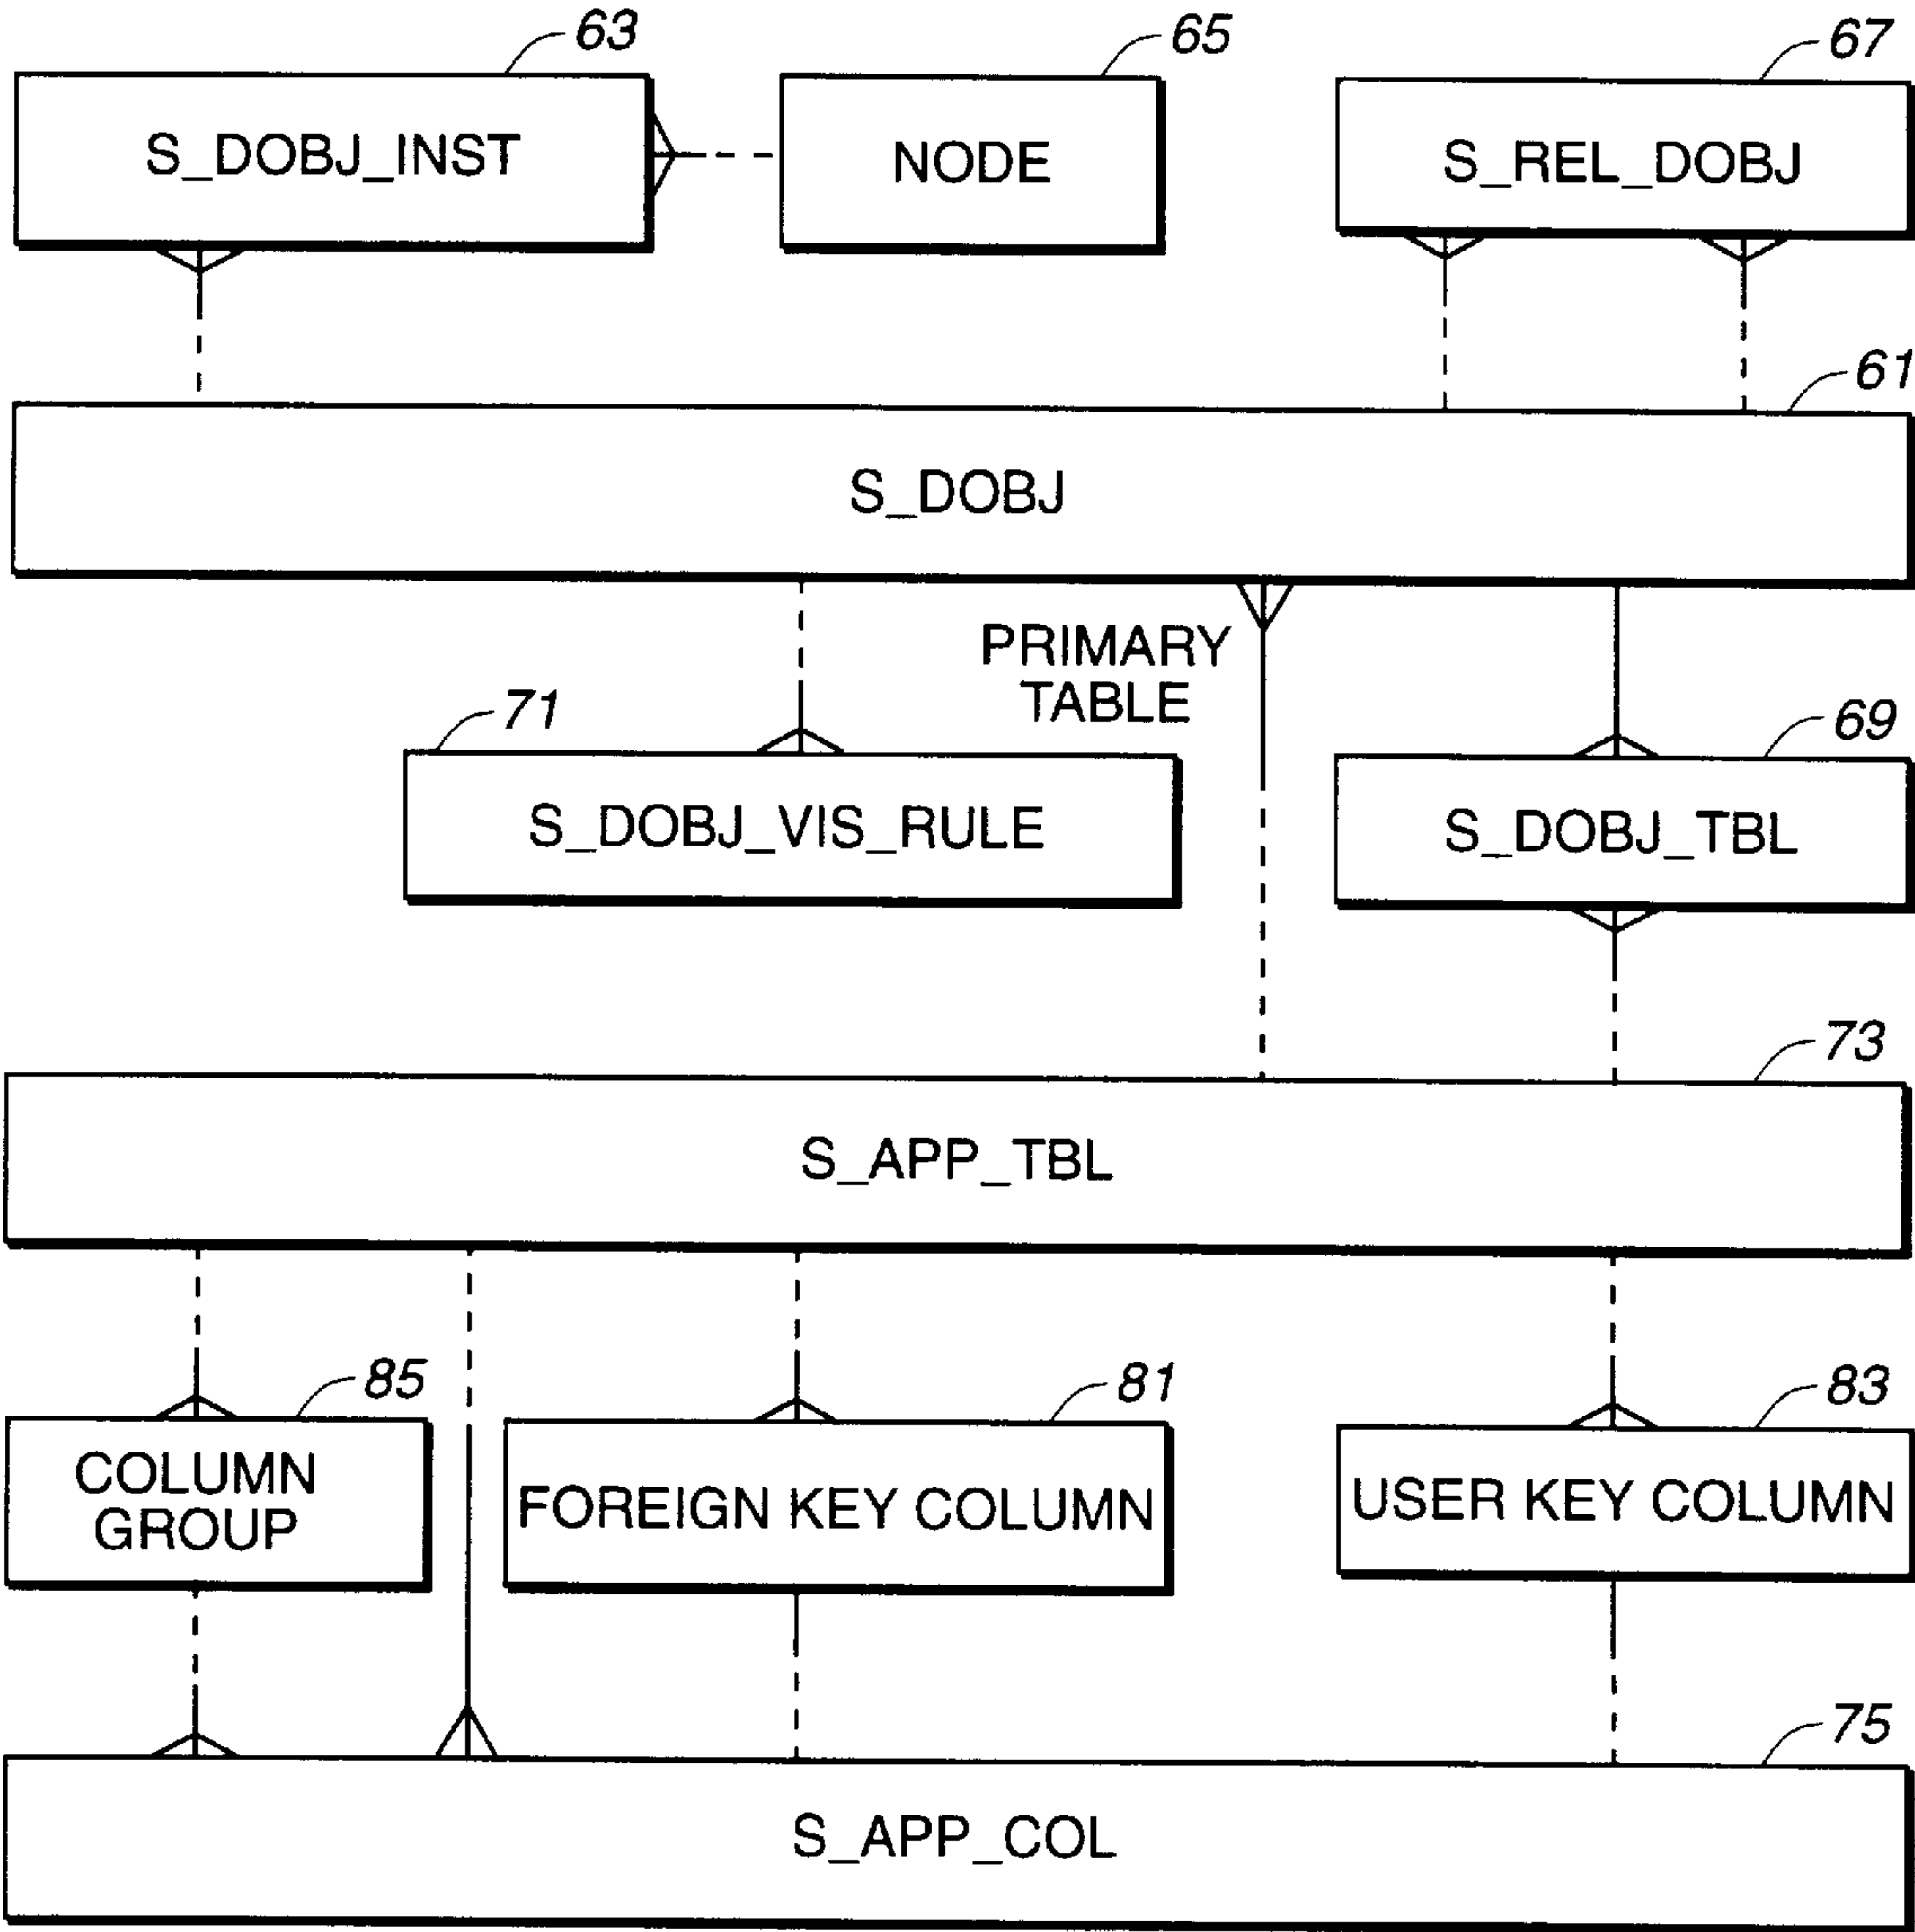 63
65
67
S_DOBJ_INST
NODE
S_REL_DOBJ
61
S_DOBJ
PRIMARY
TABLE
71
69
S_DOBJ_VIS_RULE
S_DOBJ_TBL
73
S_APP_TBL
85
81
83
COLUMN
GROUP
FOREIGN KEY COLUMN
USER KEY COLUMN
75
S_APP_COL